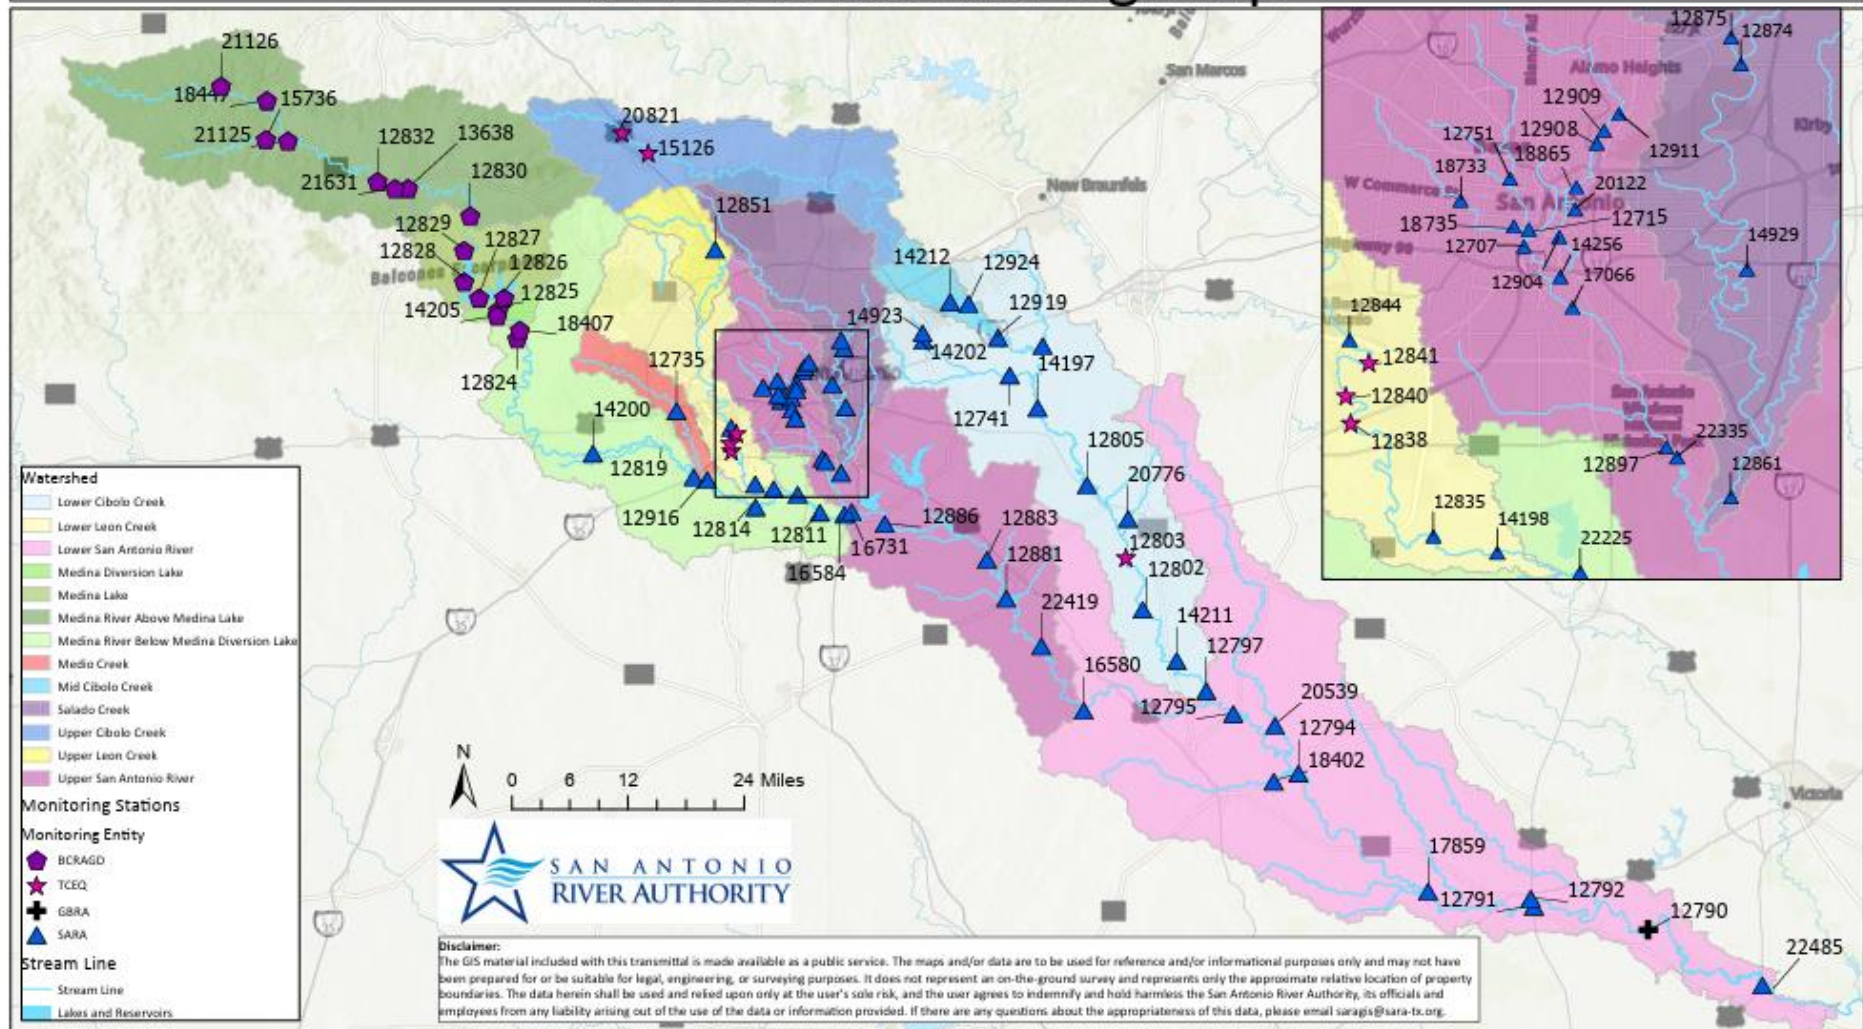 21126
18447
15736
21125
12832
13638
21631
12830
12829
12828
12827
12826
12825
14205
18407
12824
20821
15126
12851
San Marcos
New Braunfels
14212
12924
14923
12919
14202
14197
12741
12735
14200
12819
12916
12814
12811
16584
16731
12886
12883
12881
22419
16580
12805
20776
12803
12802
14211
12797
12795
20539
12794
18402
17859
12791
12792
12790
22485
Victoria
12875
12874
Alamo Heights
Kirby
12909
12908
12911
12751
18865
18733
20122
W Commerce
San Antonio
12715
18735
12707
14256
12904
17066
14929
12844
12841
12840
12838
12835
14198
22225
12897
22335
12861
Watershed
Lower Cibolo Creek
Lower Leon Creek
Lower San Antonio River
Medina Diversion Lake
Medina Lake
Medina River Above Medina Lake
Medina River Below Medina Diversion Lake
Medio Creek
Mid Cibolo Creek
Salado Creek
Upper Cibolo Creek
Upper Leon Creek
Upper San Antonio River
Monitoring Stations
Monitoring Entity
BCRAGD
TCEQ
GBRA
SARA
Stream Line
Stream Line
Lakes and Reservoirs
N
0 6 12 24 Miles
SAN ANTONIO
RIVER AUTHORITY
Disclaimer:
The GIS material included with this transmittal is made available as a public service. The maps and/or data are to be used for reference and/or informational purposes only and may not have
been prepared for or be suitable for legal, engineering, or surveying purposes. It does not represent an on-the-ground survey and represents only the approximate relative location of property
boundaries. The data herein shall be used and relied upon only at the user's sole risk, and the user agrees to indemnify and hold harmless the San Antonio River Authority, its officials and
employees from any liability arising out of the use of the data or information provided. If there are any questions about the appropriateness of this data, please email saragis@sara-tx.org.